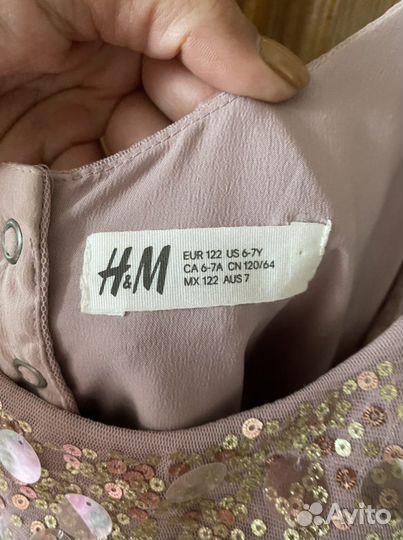 H&M
EUR 122 US 6-7Y
CA 6-7A CN 120/64
MX 122 AUS 7
Avito